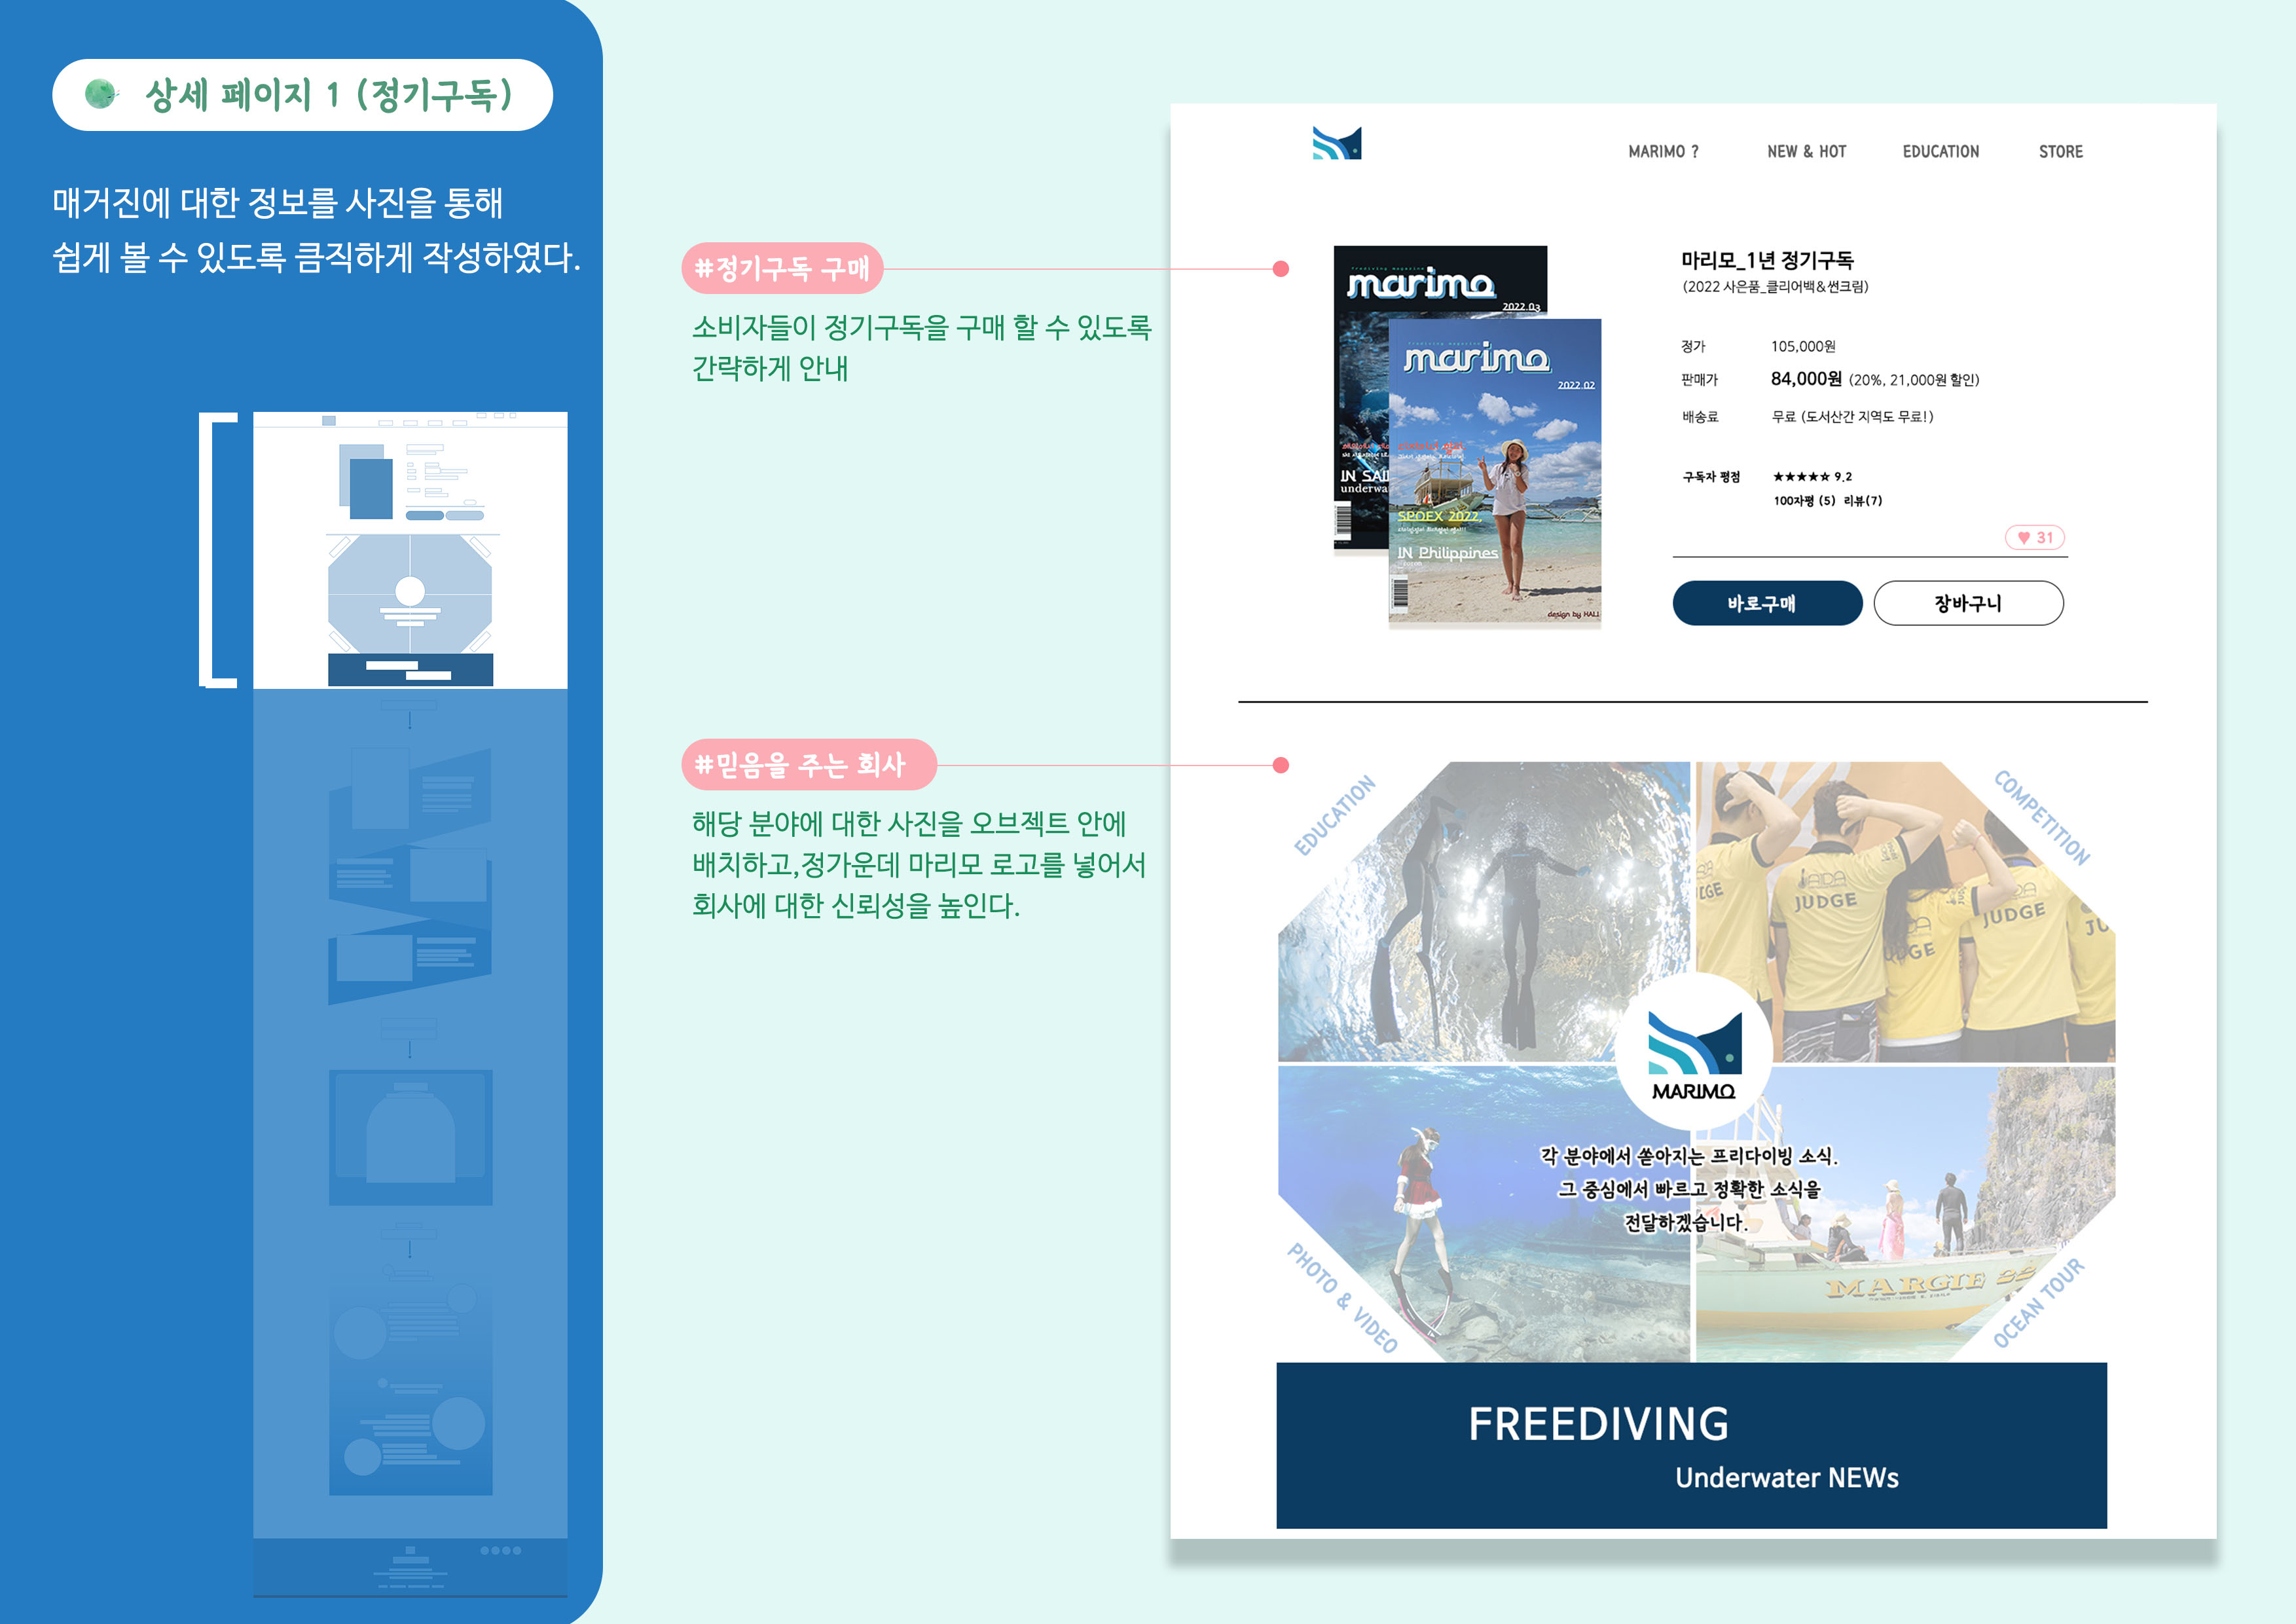 상세 페이지 1 (정기구독)
매거진에 대한 정보를 사진을 통해
쉽게 볼 수 있도록 큼직하게 작성하였다.
#정기구독 구매
소비자들이 정기구독을 구매 할 수 있도록
간략하게 안내
#믿음을 주는 회사
해당 분야에 대한 사진을 오브젝트 안에
배치하고,정가운데 마리모 로고를 넣어서
회사에 대한 신뢰성을 높인다.
MARIMO ?
NEW & HOT
EDUCATION
STORE
marimo
2022.03
IN SAI
underwa
marimo
2022.02
SPOEX 2022,
IN Philippines
design by HALI
마리모_1년 정기구독
(2022 사은품_클리어백&썬크림)
정가 105,000원
판매가 84,000원 (20%, 21,000원 할인)
배송료 무료 (도서산간 지역도 무료!)
구독자 평점 ★★★★☆ 9.2
100자평 (5) 리뷰(7)
♥ 31
바로구매
장바구니
EDUCATION
COMPETITION
AIDA
JUDGE
JUDGE
MARIMO
각 분야에서 쏟아지는 프리다이빙 소식.
그 중심에서 빠르고 정확한 소식을
전달하겠습니다.
MARGIE
PHOTO & VIDEO
OCEAN TOUR
FREEDIVING
Underwater NEWs